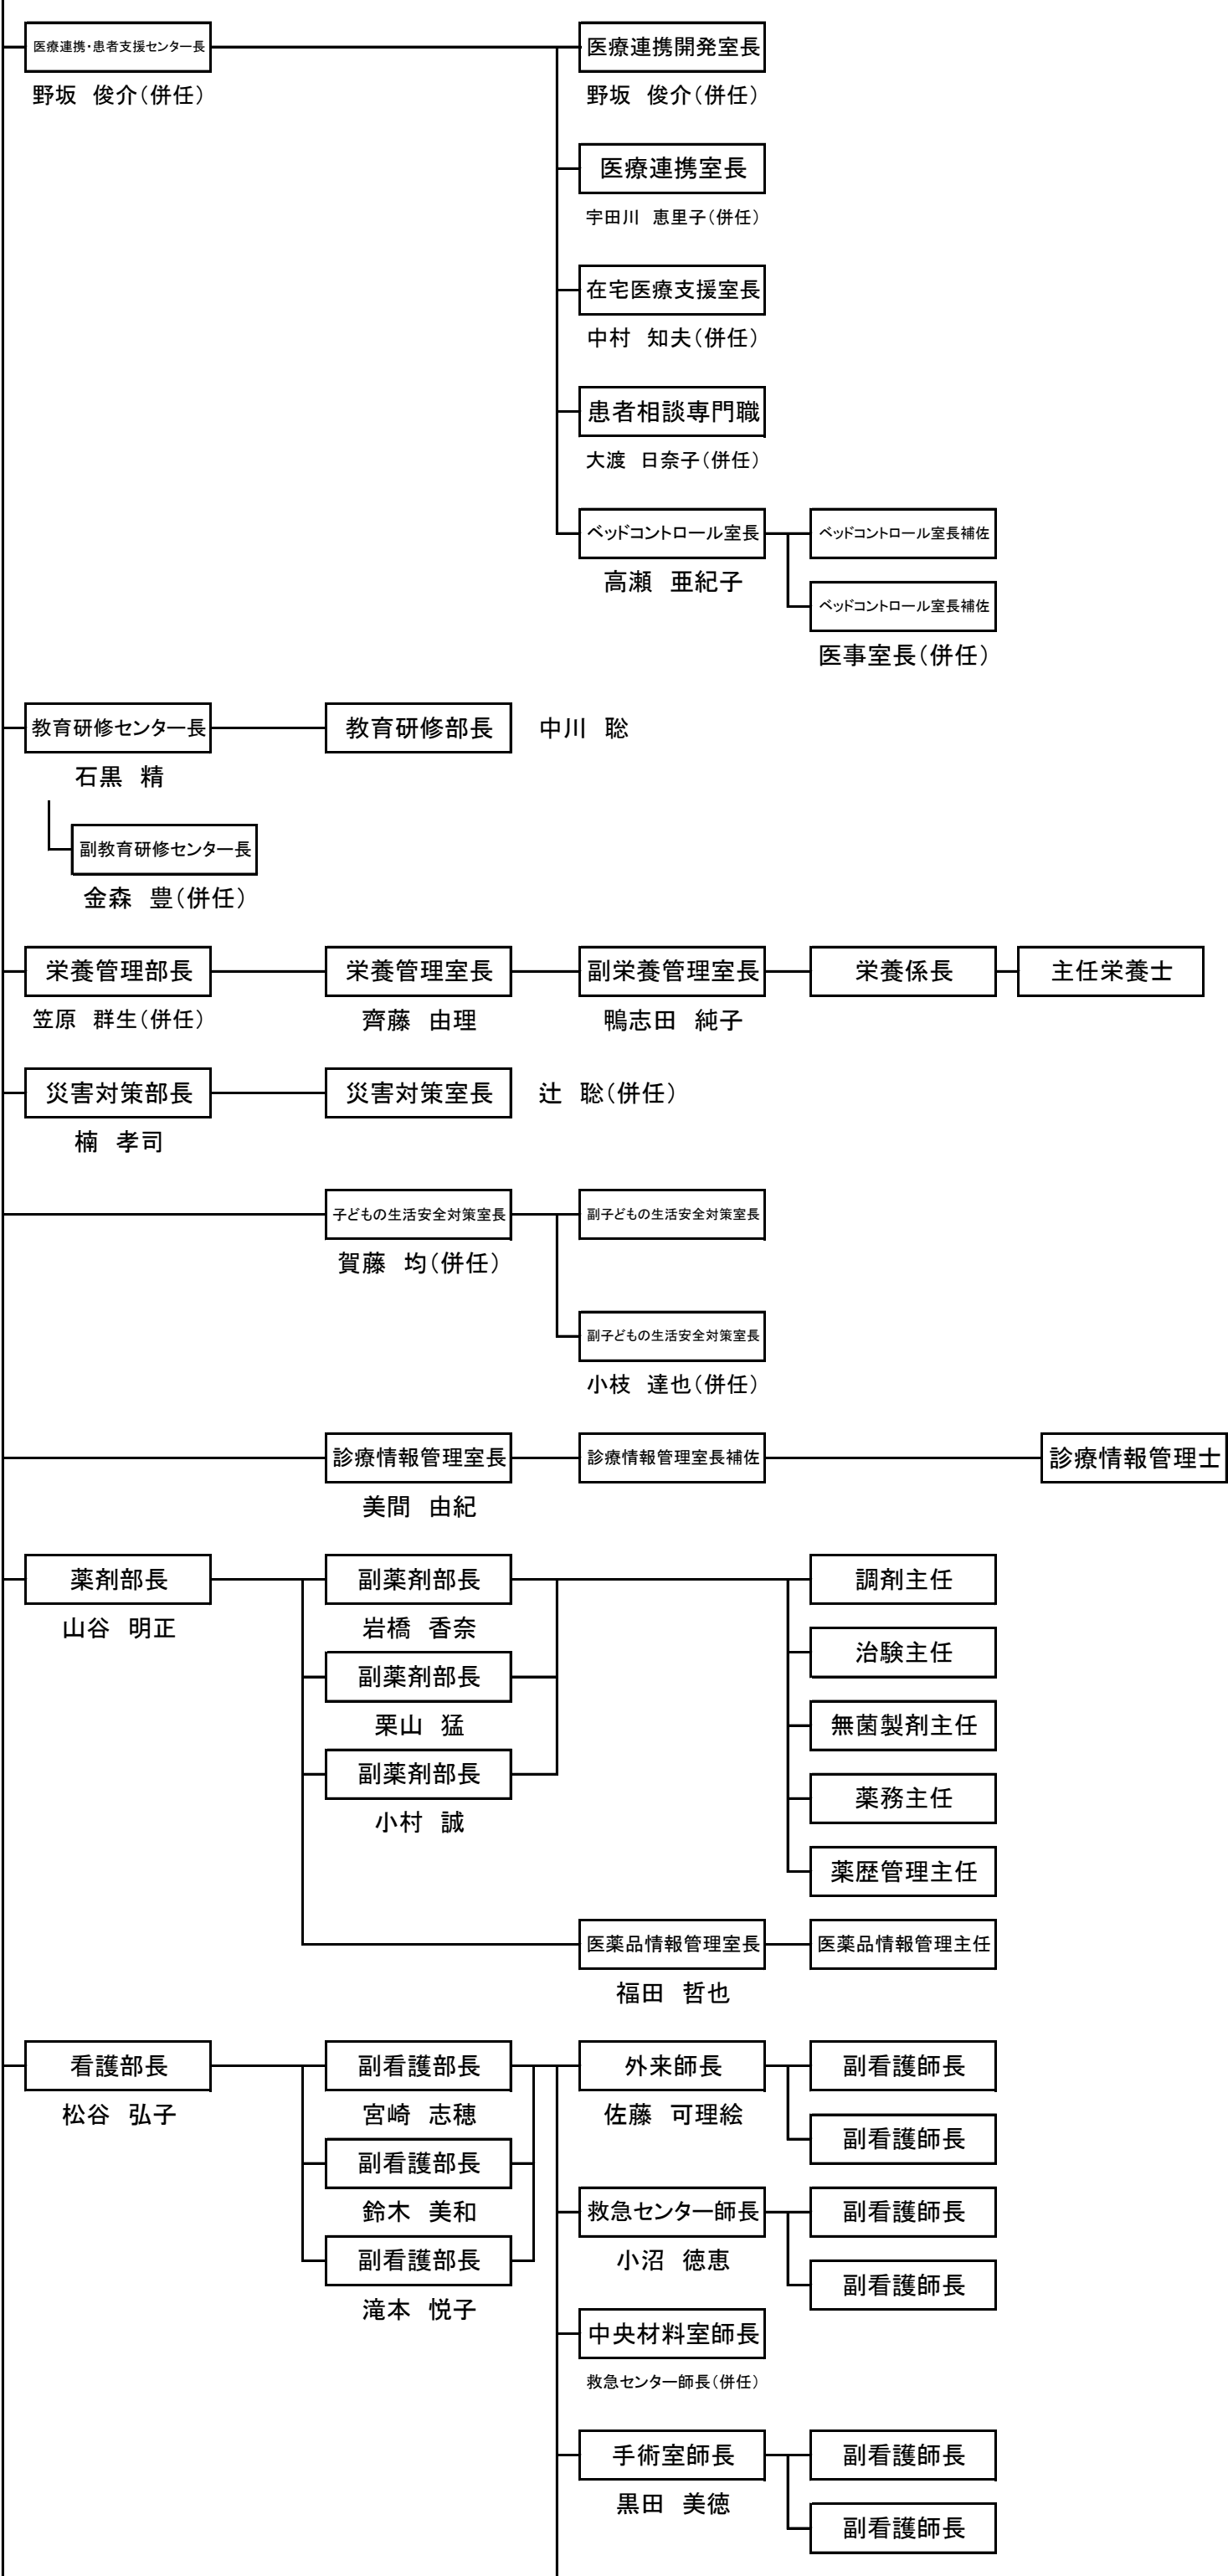 医療連携・患者支援センター長
医療連携開発室長
野坂　俊介（併任）
野坂　俊介（併任）
医療連携室長
宇田川　恵里子（併任）
在宅医療支援室長
中村　知夫（併任）
患者相談専門職
大渡　日奈子（併任）
ベッドコントロール室長
ベッドコントロール室長補佐
高瀬　亜紀子
ベッドコントロール室長補佐
医事室長（併任）
教育研修センター長
教育研修部長
中川　聡
石黒　精
副教育研修センター長
金森　豊（併任）
栄養管理部長
栄養管理室長
副栄養管理室長
栄養係長
主任栄養士
笠原　群生（併任）
齊藤　由理
鴨志田　純子
災害対策部長
災害対策室長
辻　聡（併任）
楠　孝司
子どもの生活安全対策室長
副子どもの生活安全対策室長
賀藤　均（併任）
副子どもの生活安全対策室長
小枝　達也（併任）
診療情報管理室長
診療情報管理室長補佐
診療情報管理士
美間　由紀
薬剤部長
副薬剤部長
調剤主任
山谷　明正
岩橋　香奈
治験主任
副薬剤部長
栗山　猛
無菌製剤主任
副薬剤部長
薬務主任
小村　誠
薬歴管理主任
医薬品情報管理室長
医薬品情報管理主任
福田　哲也
看護部長
副看護部長
外来師長
副看護師長
松谷　弘子
宮崎　志穂
佐藤　可理絵
副看護部長
副看護師長
鈴木　美和
救急センター師長
副看護師長
副看護部長
小沼　徳恵
副看護師長
滝本　悦子
中央材料室師長
救急センター師長（併任）
手術室師長
副看護師長
黒田　美徳
副看護師長